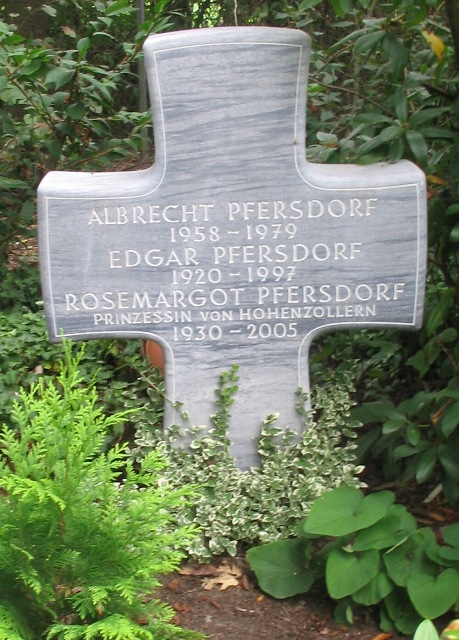 ALBRECHT PFERSDORF
1958 – 1979
EDGAR PFERSDORF
1920 – 1997
ROSEMARGOT PFERSDORF
PRINZESSIN VON HOHENZOLLERN
1930 – 2005